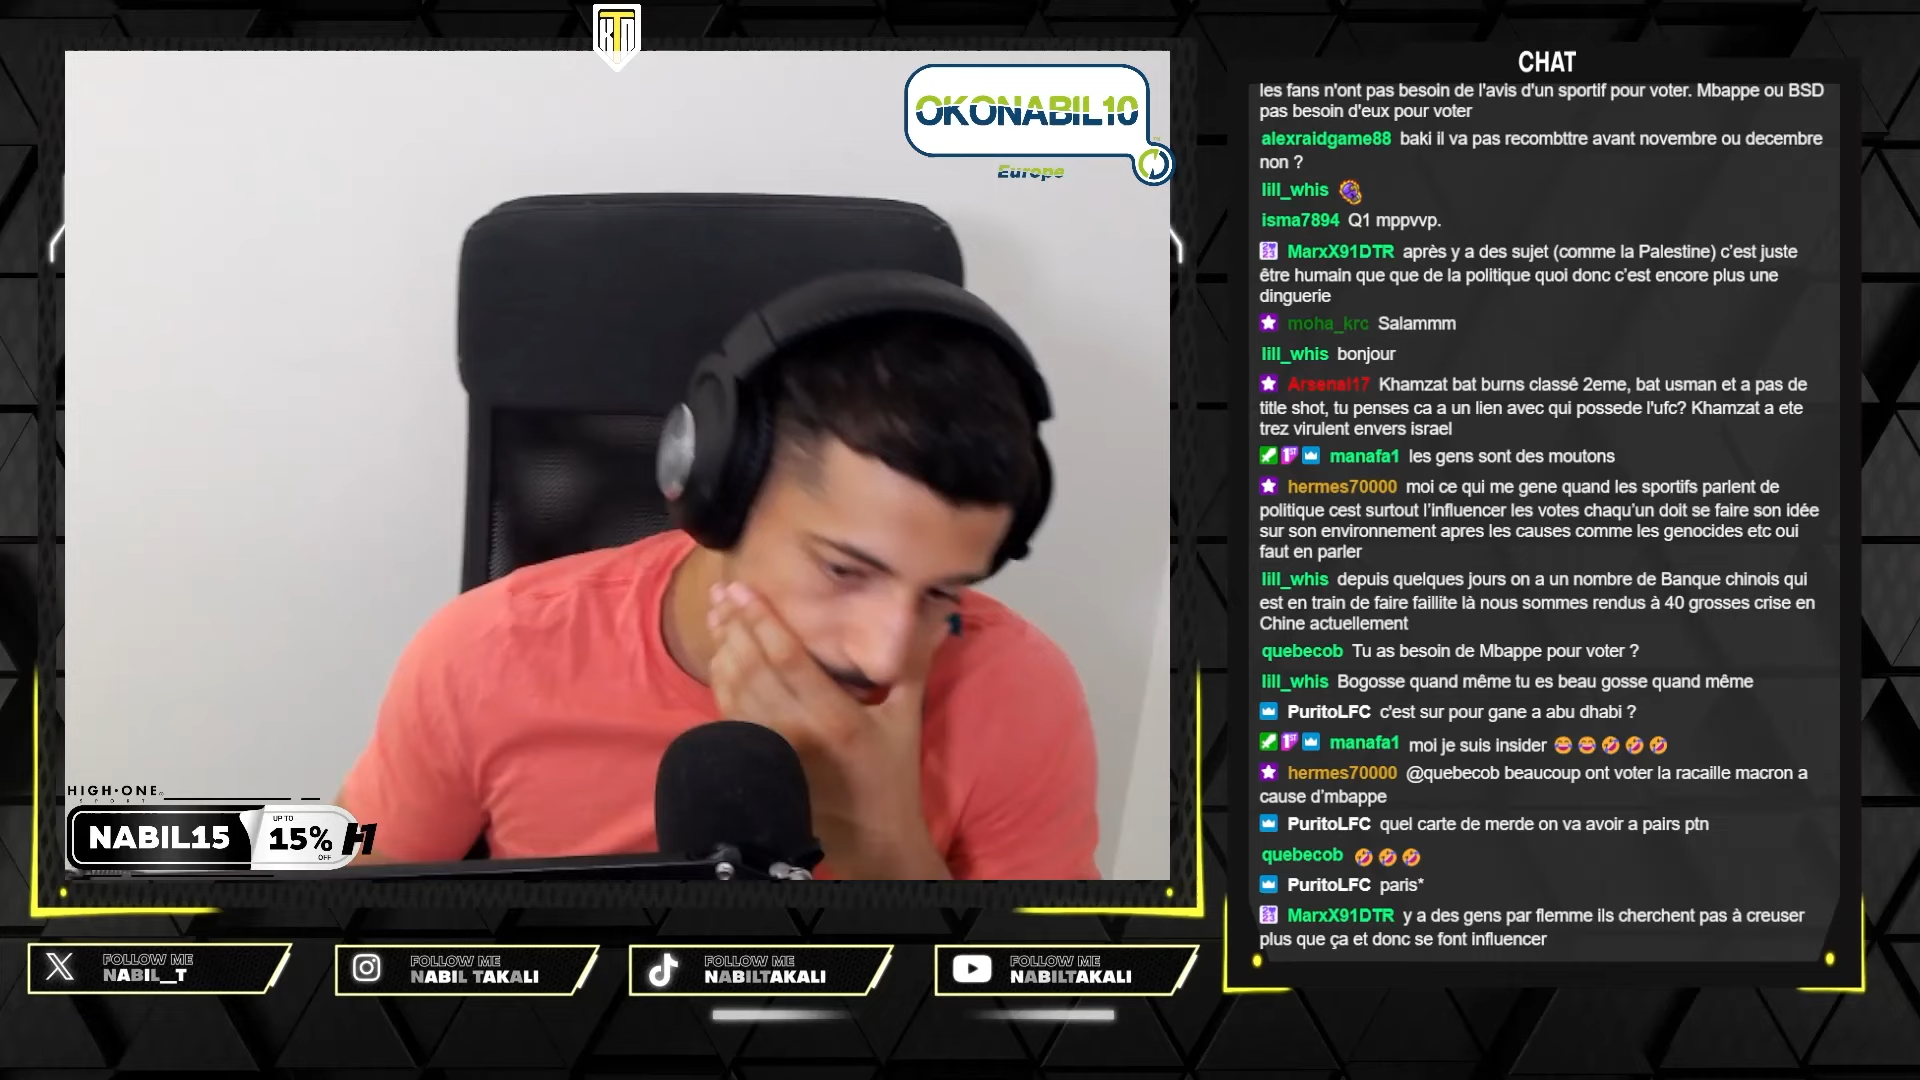 KTN
OKONABIL10
Europe
HIGH·ONE
SPORT
NABIL15
UP TO
15%
OFF
H1
FOLLOW ME
NABIL__T
FOLLOW ME
NABIL TAKALI
FOLLOW ME
NABILTAKALI
FOLLOW ME
NABILTAKALI
CHAT
les fans n'ont pas besoin de l'avis d'un sportif pour voter. Mbappe ou BSD
pas besoin d'eux pour voter
alexraidgame88 baki il va pas recombttre avant novembre ou decembre
non ?
lill_whis
isma7894 Q1 mppvvp.
MarxX91DTR après y a des sujet (comme la Palestine) c'est juste
être humain que que de la politique quoi donc c'est encore plus une
dinguerie
moha_krc Salammm
lill_whis bonjour
Arsenal17 Khamzat bat burns classé 2eme, bat usman et a pas de
title shot, tu penses ca a un lien avec qui possede l'ufc? Khamzat a ete
trez virulent envers israel
1ST manafa1 les gens sont des moutons
hermes70000 moi ce qui me gene quand les sportifs parlent de
politique cest surtout l'influencer les votes chaqu'un doit se faire son idée
sur son environnement apres les causes comme les genocides etc oui
faut en parler
lill_whis depuis quelques jours on a un nombre de Banque chinois qui
est en train de faire faillite là nous sommes rendus à 40 grosses crise en
Chine actuellement
quebecob Tu as besoin de Mbappe pour voter ?
lill_whis Bogosse quand même tu es beau gosse quand même
PuritoLFC c'est sur pour gane a abu dhabi ?
1ST manafa1 moi je suis insider 😂😂🤣🤣🤣
hermes70000 @quebecob beaucoup ont voter la racaille macron a
cause d'mbappe
PuritoLFC quel carte de merde on va avoir a pairs ptn
quebecob 🤣🤣🤣
PuritoLFC paris*
MarxX91DTR y a des gens par flemme ils cherchent pas à creuser
plus que ça et donc se font influencer